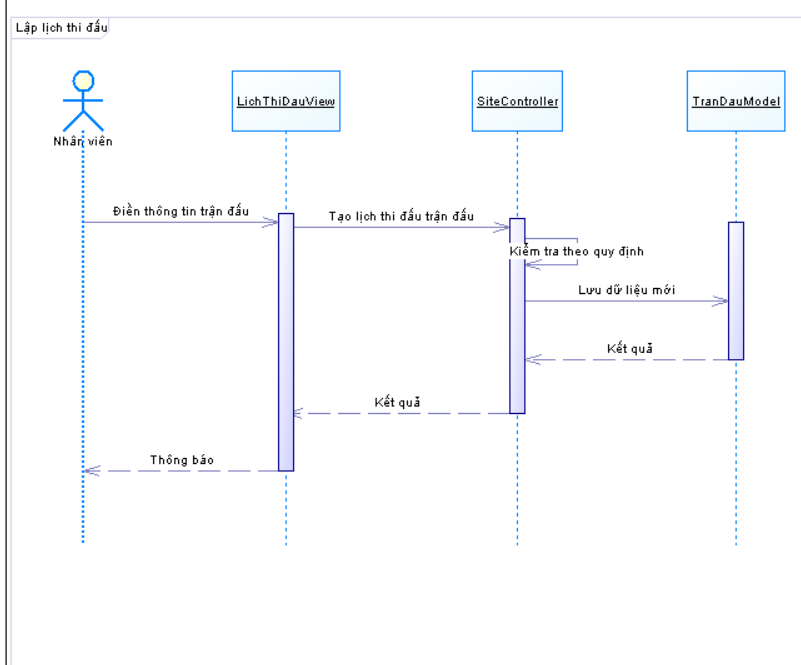 Lập lịch thi đấu
LichThiDauView
SiteController
TranDauModel
Nhân viên
Điền thông tin trận đấu
Tạo lịch thi đấu trận đấu
Kiểm tra theo quy định
Lưu dữ liệu mới
Kết quả
Kết quả
Thông báo